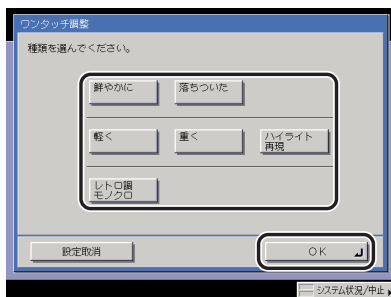 ワンタッチ調整
種類を選んでください。
鮮やかに 落ちついた
軽く 重く ハイライト
再現
レトロ調
モノクロ
設定取消 OK
システム状況/中止